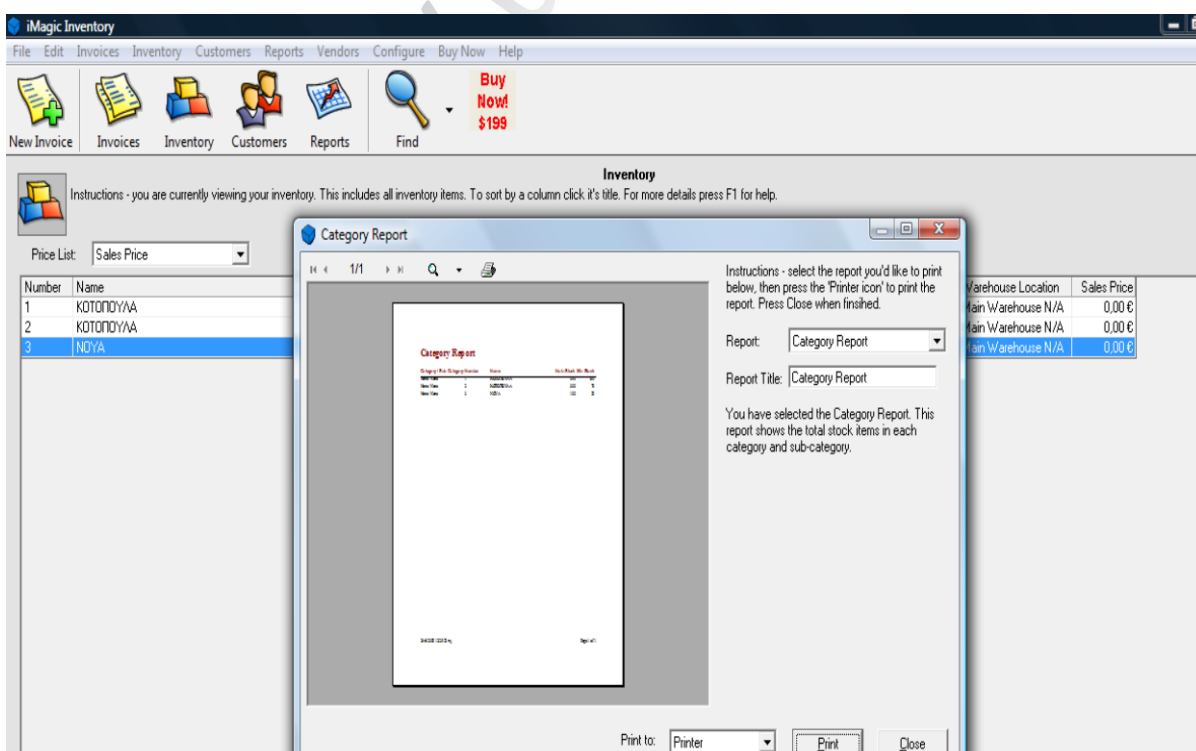 iMagic Inventory
File Edit Invoices Inventory Customers Reports Vendors Configure Buy Now Help
Buy
Now!
$199
New Invoice Invoices Inventory Customers Reports Find
Inventory
Instructions - you are currently viewing your inventory. This includes all inventory items. To sort by a column click it's title. For more details press F1 for help.
Price List: Sales Price
Number Name
1 ΚΟΤΟΠΟΥΛΑ
2 ΚΟΤΟΠΟΥΛΑ
3 ΝΟΥΑ
Warehouse Location Sales Price
Main Warehouse N/A 0,00 €
Main Warehouse N/A 0,00 €
Main Warehouse N/A 0,00 €
Category Report
1/1
Instructions - select the report you'd like to print
below, then press the 'Printer icon' to print the
report. Press Close when finsihed.
Report: Category Report
Report Title: Category Report
You have selected the Category Report. This
report shows the total stock items in each
category and sub-category.
Category Report
Print to: Printer Print Close